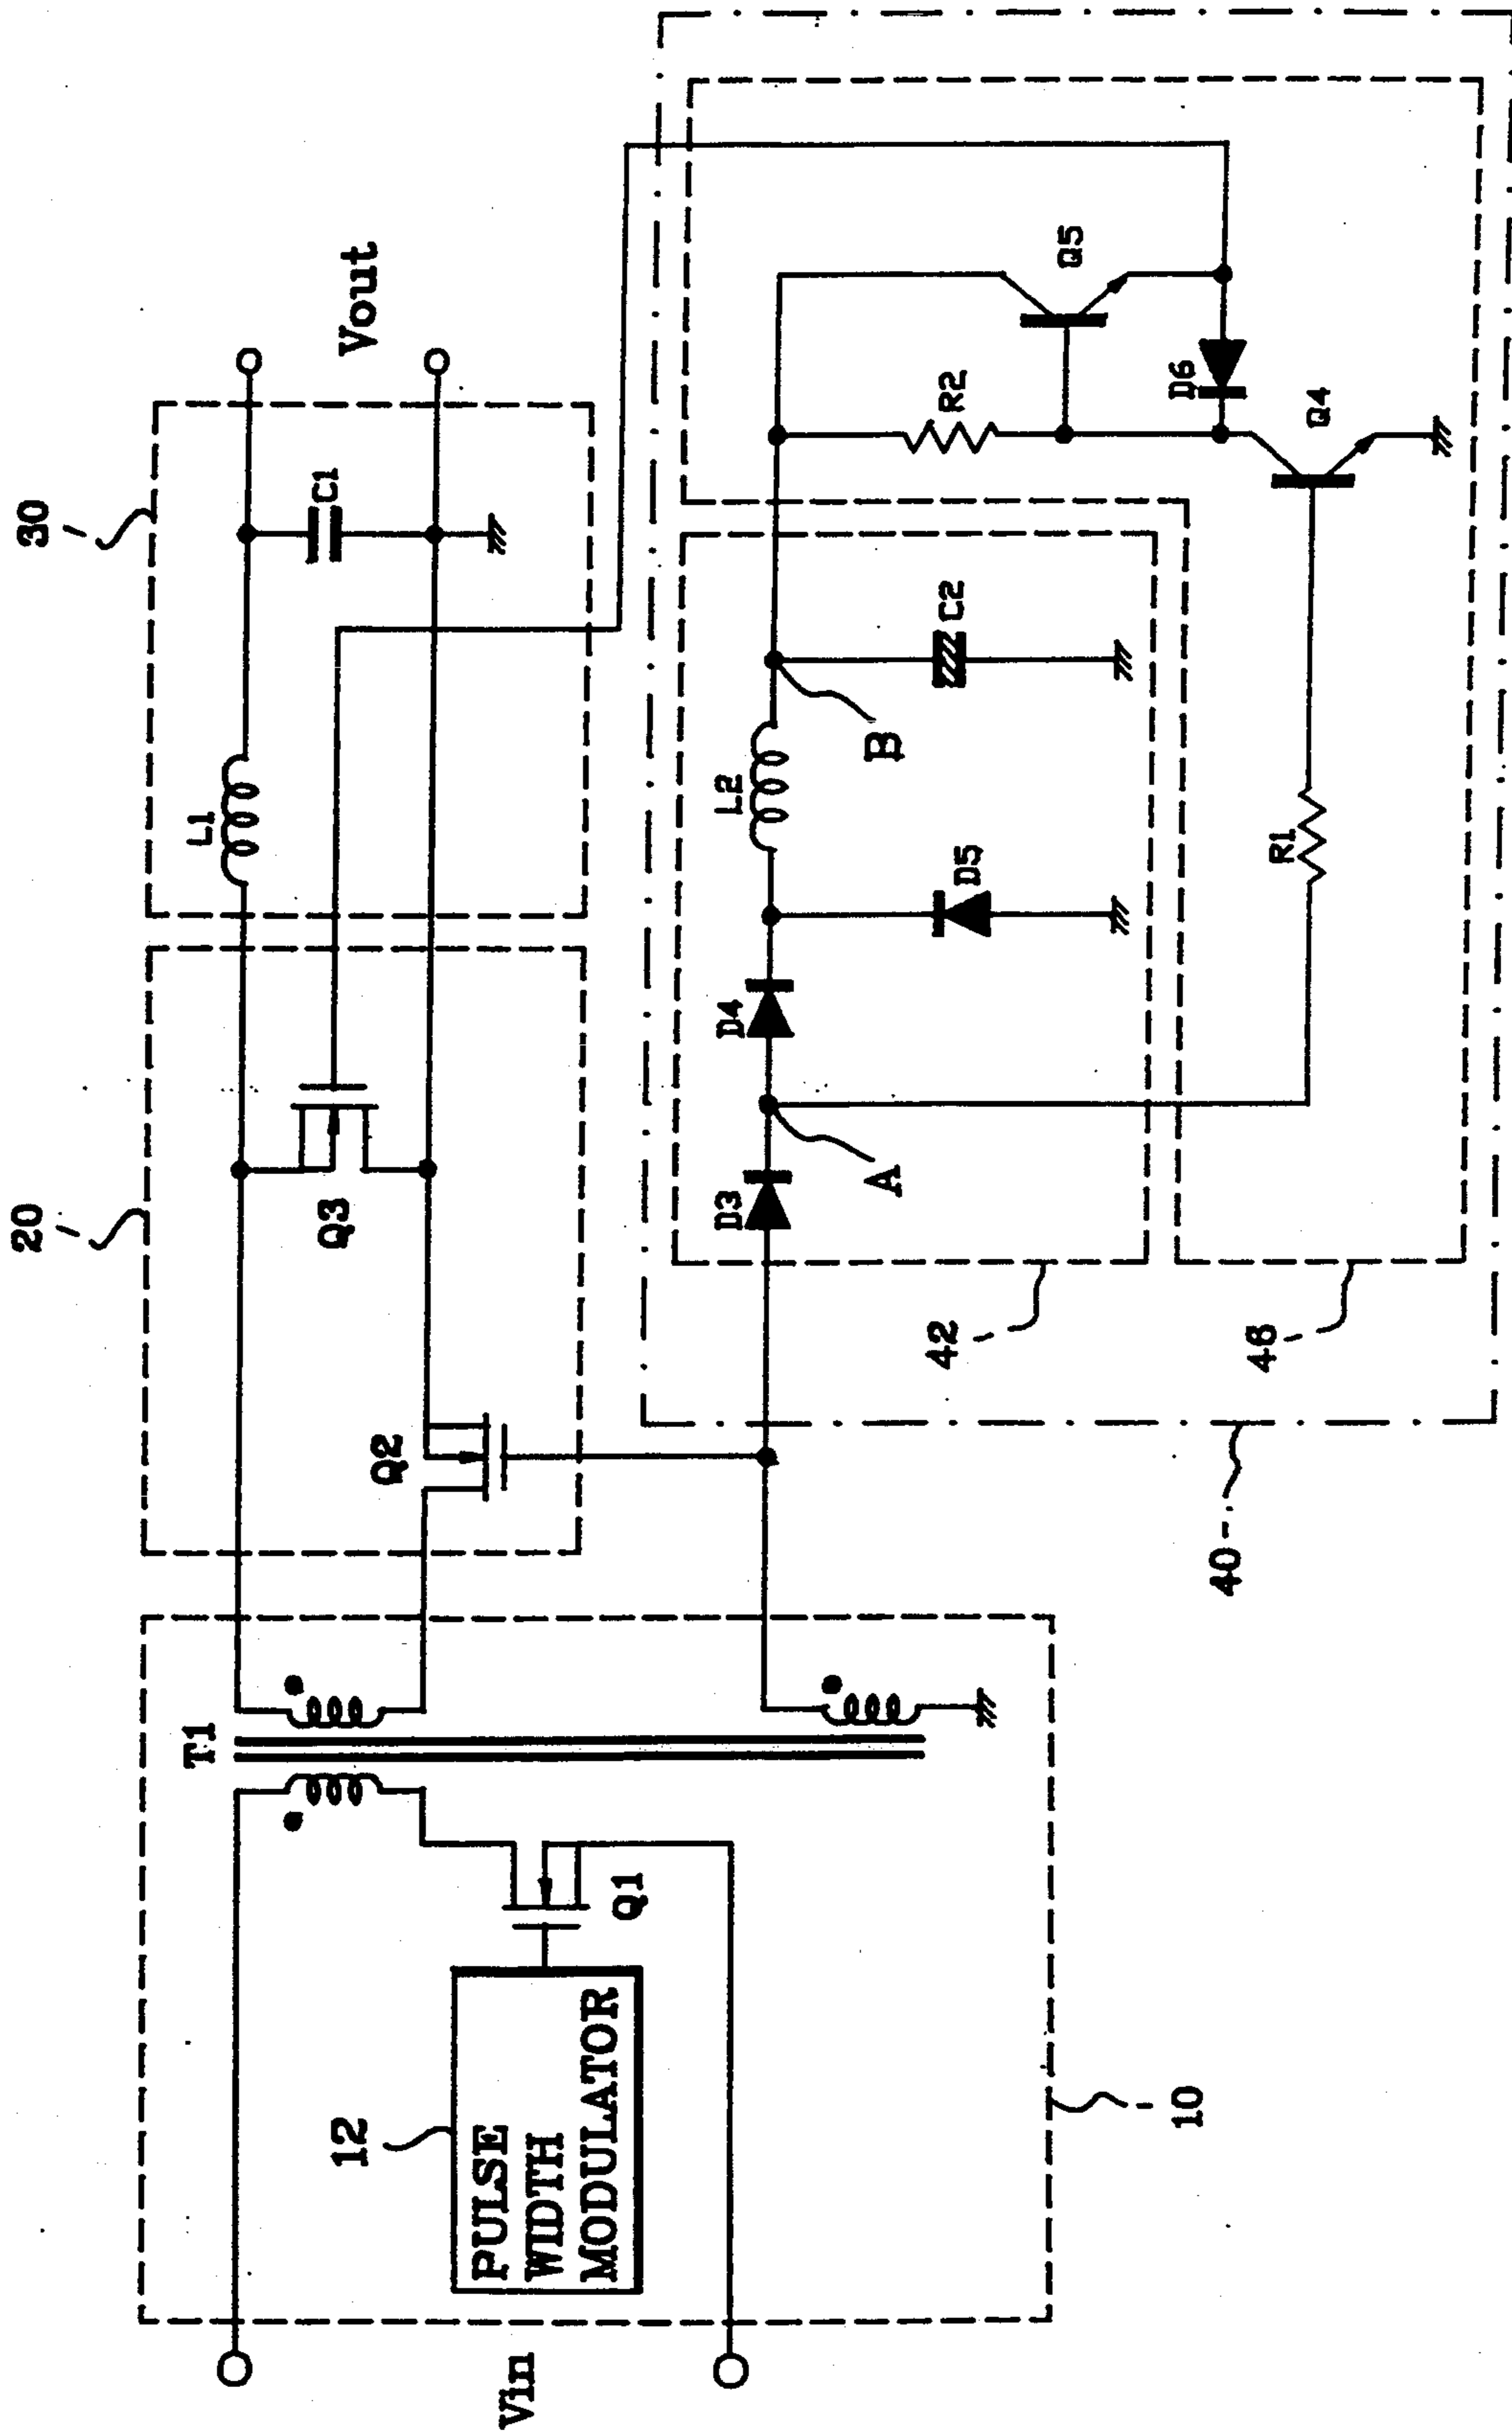 30
20
Vout
L1
C1
Q3
Q2
T1
Vin
12
PULSE
WIDTH
MODULATOR
Q1
10
D3
A
D4
L2
B
D5
C2
R2
Q5
D6
Q4
R1
42
46
40